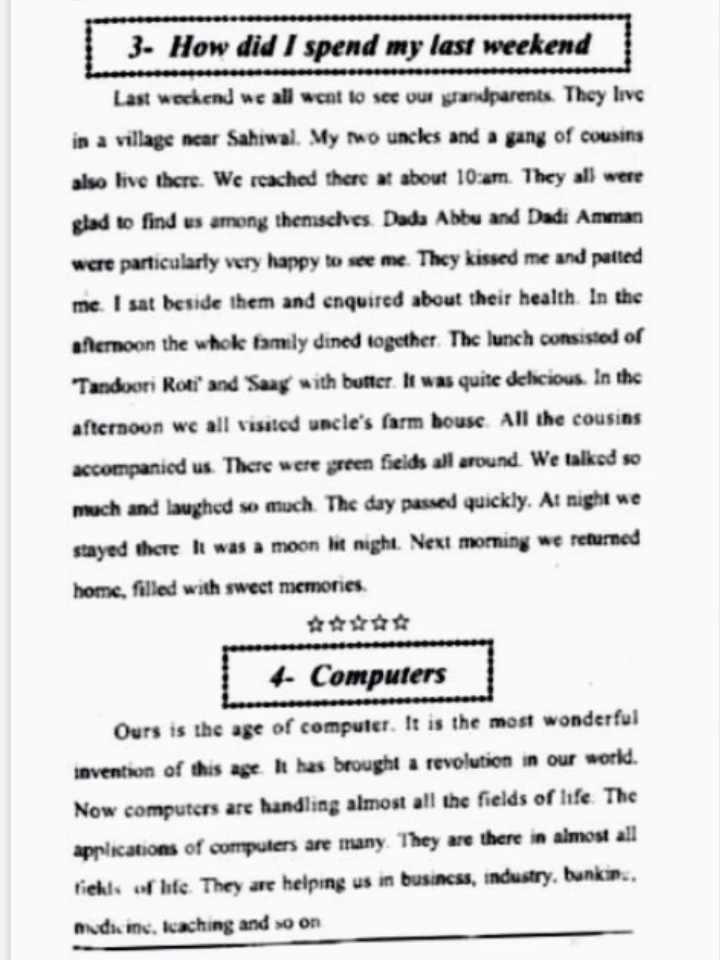 3- How did I spend my last weekend
Last weekend we all went to see our grandparents. They live
in a village near Sahiwal. My two uncles and a gang of cousins
also live there. We reached there at about 10:am. They all were
glad to find us among themselves. Dada Abbu and Dadi Amman
were particularly very happy to see me. They kissed me and patted
me. I sat beside them and enquired about their health. In the
afternoon the whole family dined together. The lunch consisted of
'Tandoori Roti' and 'Saag' with butter. It was quite delicious. In the
afternoon we all visited uncle's farm house. All the cousins
accompanied us. There were green fields all around. We talked so
much and laughed so much. The day passed quickly. At night we
stayed there. It was a moon lit night. Next morning we returned
home, filled with sweet memories.
☆☆☆☆☆
4- Computers
Ours is the age of computer. It is the most wonderful
invention of this age. It has brought a revolution in our world.
Now computers are handling almost all the fields of life. The
applications of computers are many. They are there in almost all
fields of life. They are helping us in business, industry, banking,
medicine, teaching and so on